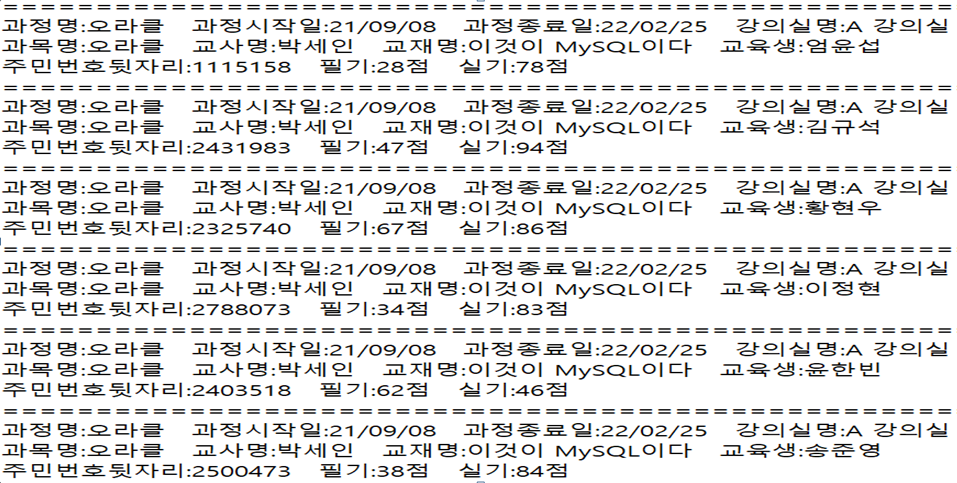 ====================================================
과정명:오라클 과정시작일:21/09/08 과정종료일:22/02/25 강의실명:A 강의실
과목명:오라클 교사명:박세인 교재명:이것이 MySQL이다 교육생:엄윤섭
주민번호뒷자리:1115158 필기:28점 실기:78점
====================================================
과정명:오라클 과정시작일:21/09/08 과정종료일:22/02/25 강의실명:A 강의실
과목명:오라클 교사명:박세인 교재명:이것이 MySQL이다 교육생:김규석
주민번호뒷자리:2431983 필기:47점 실기:94점
====================================================
과정명:오라클 과정시작일:21/09/08 과정종료일:22/02/25 강의실명:A 강의실
과목명:오라클 교사명:박세인 교재명:이것이 MySQL이다 교육생:황현우
주민번호뒷자리:2325740 필기:67점 실기:86점
====================================================
과정명:오라클 과정시작일:21/09/08 과정종료일:22/02/25 강의실명:A 강의실
과목명:오라클 교사명:박세인 교재명:이것이 MySQL이다 교육생:이정현
주민번호뒷자리:2788073 필기:34점 실기:83점
====================================================
과정명:오라클 과정시작일:21/09/08 과정종료일:22/02/25 강의실명:A 강의실
과목명:오라클 교사명:박세인 교재명:이것이 MySQL이다 교육생:윤한빈
주민번호뒷자리:2403518 필기:62점 실기:46점
====================================================
과정명:오라클 과정시작일:21/09/08 과정종료일:22/02/25 강의실명:A 강의실
과목명:오라클 교사명:박세인 교재명:이것이 MySQL이다 교육생:송준영
주민번호뒷자리:2500473 필기:38점 실기:84점